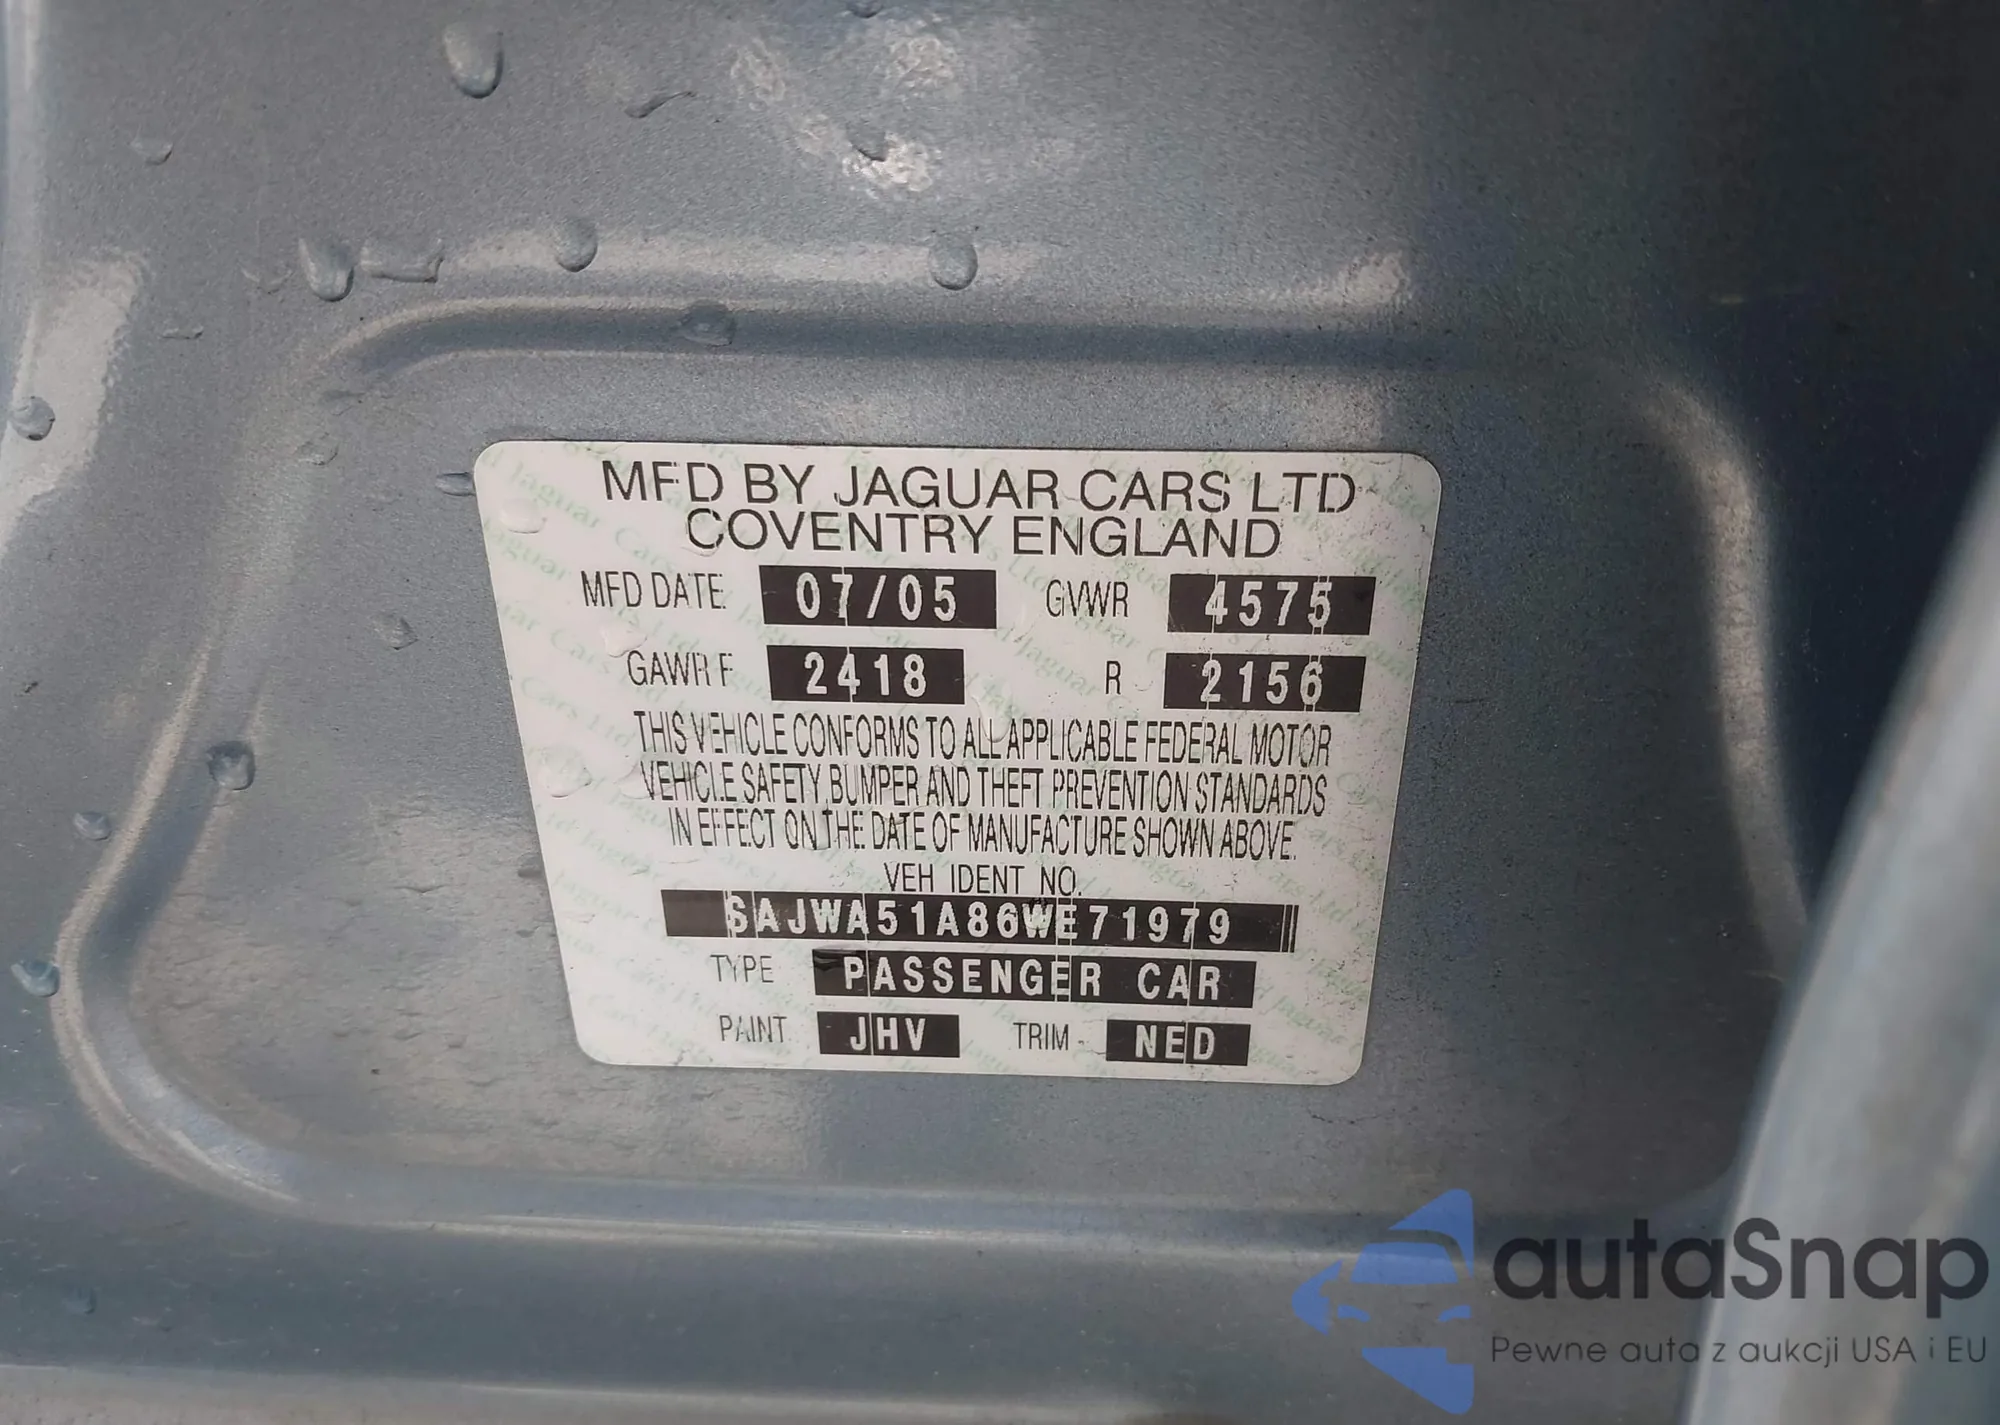 MFD BY JAGUAR CARS LTD
COVENTRY ENGLAND
MFD DATE 07/05 GVWR 4575
GAWR F 2418 R 2156
THIS VEHICLE CONFORMS TO ALL APPLICABLE FEDERAL MOTOR
VEHICLE SAFETY, BUMPER AND THEFT PREVENTION STANDARDS
IN EFFECT ON THE DATE OF MANUFACTURE SHOWN ABOVE.
VEH IDENT NO.
SAJWA51A86WE71979
TYPE PASSENGER CAR
PAINT JHV TRIM - NED
autaSnap
Pewne auta z aukcji USA i EU